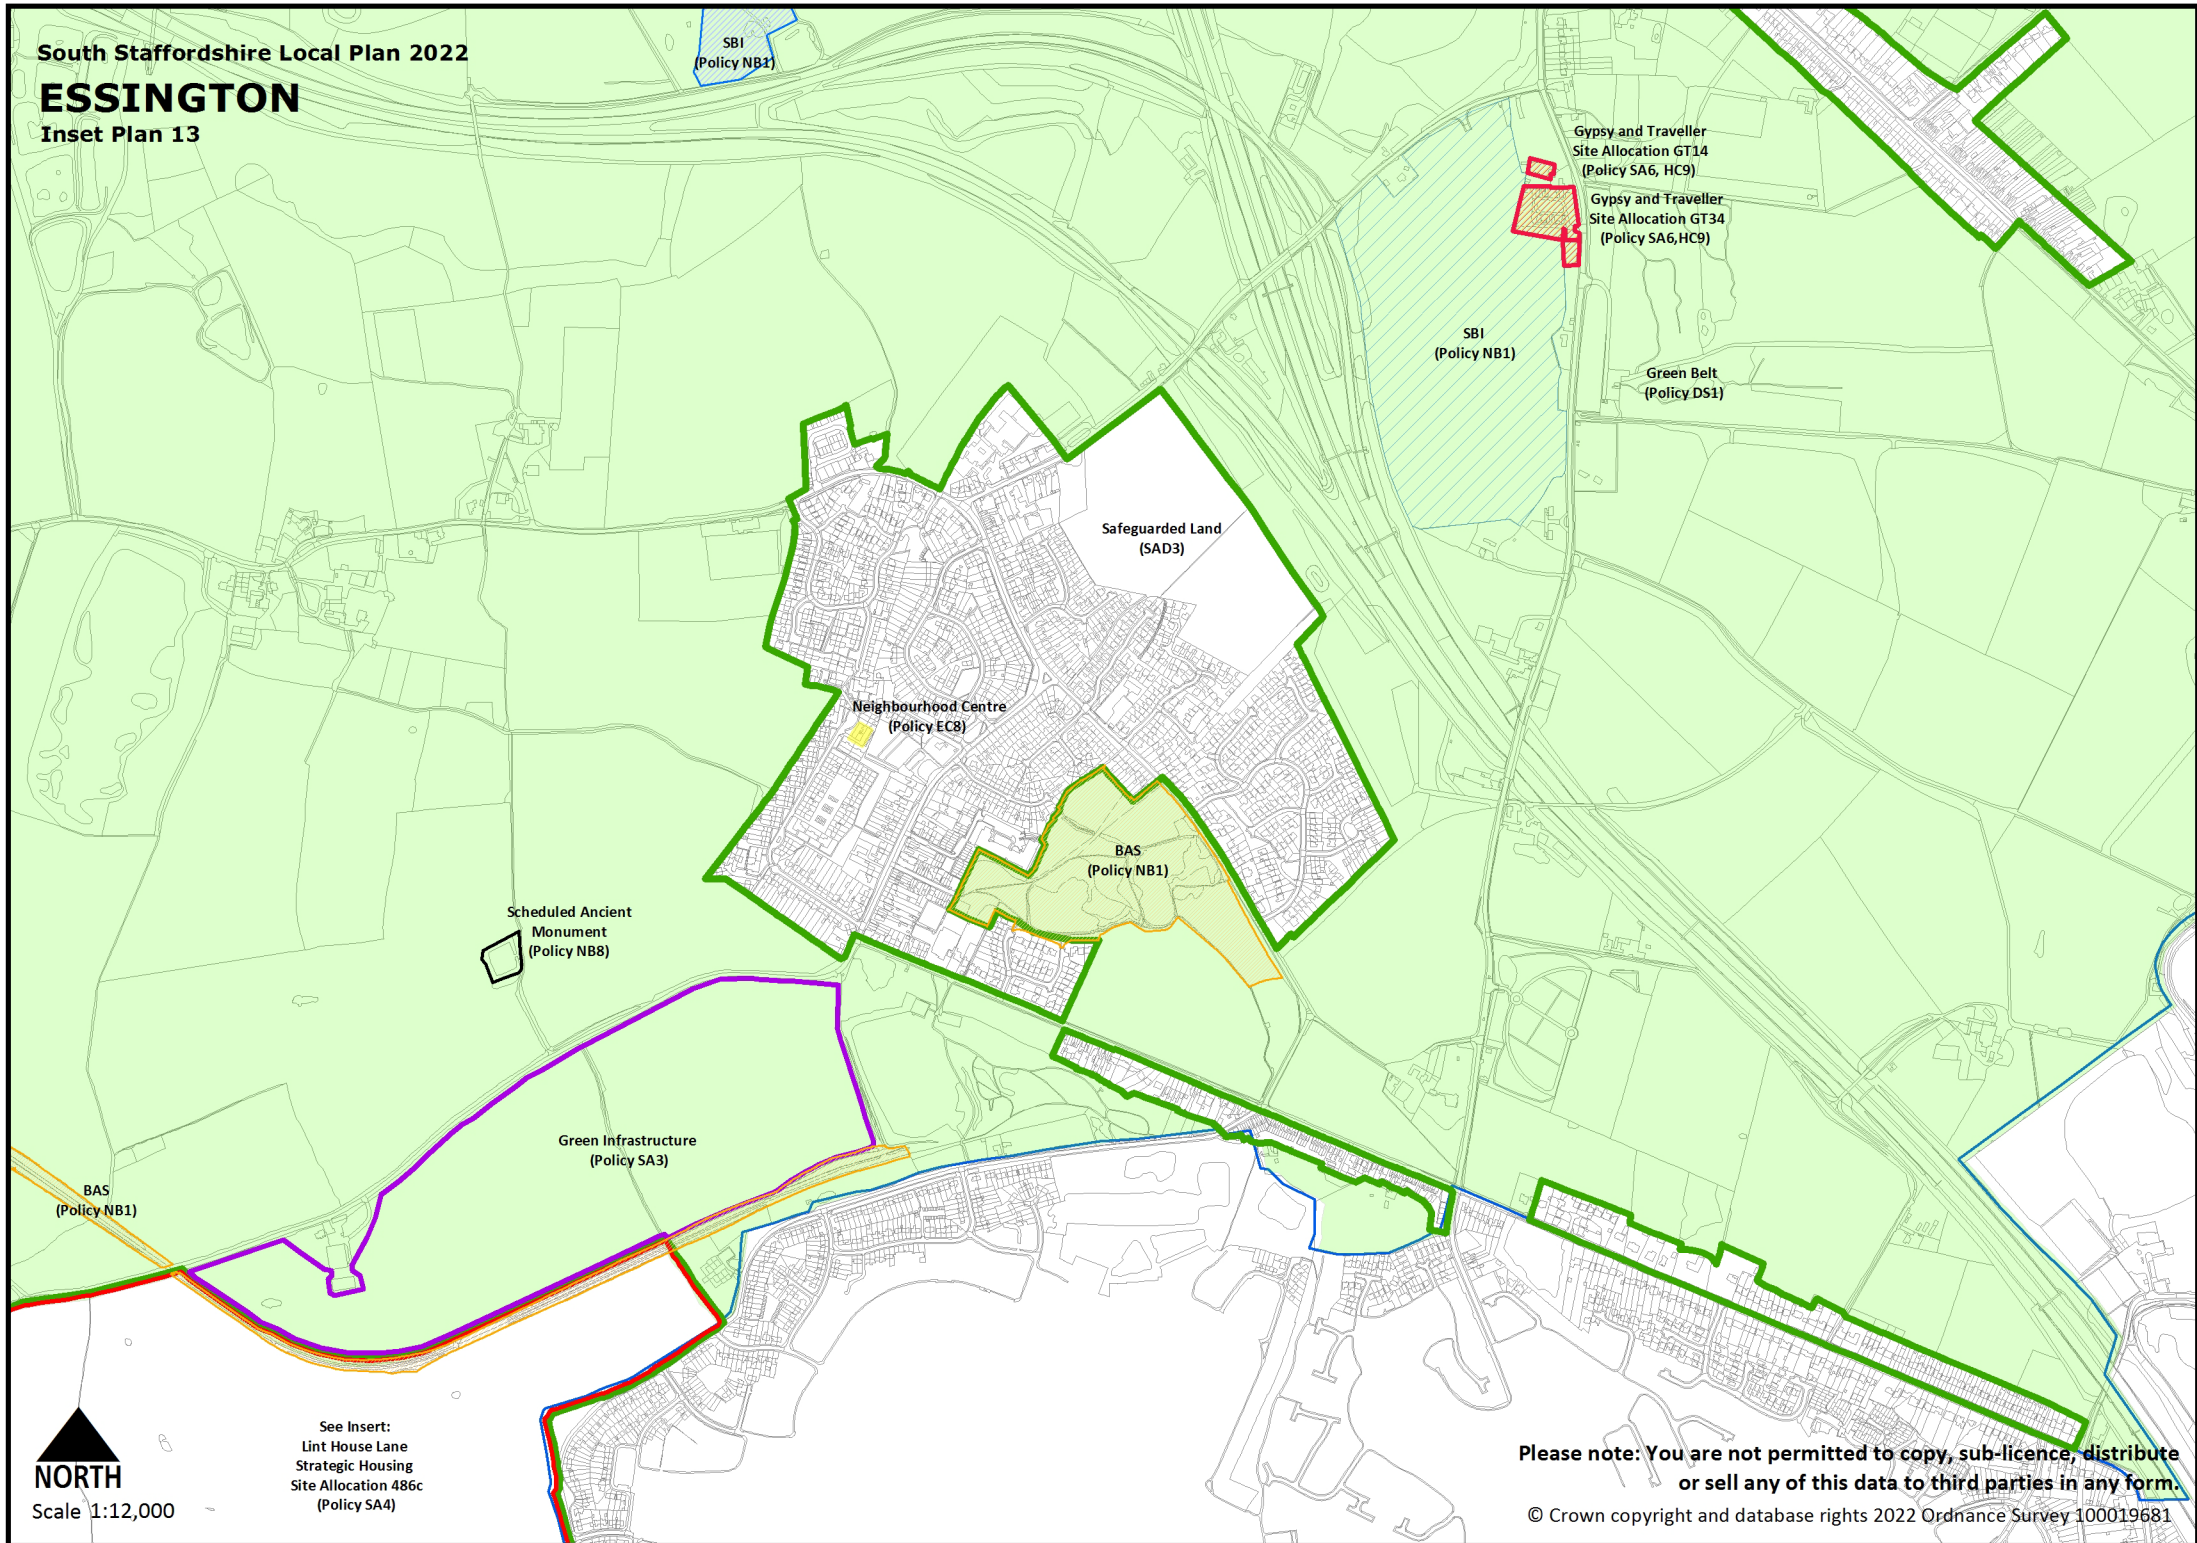 South Staffordshire Local Plan 2022
ESSINGTON
Inset Plan 13
SBI
(Policy NB1)
Gypsy and Traveller
Site Allocation GT14
(Policy SA6, HC9)
Gypsy and Traveller
Site Allocation GT34
(Policy SA6,HC9)
SBI
(Policy NB1)
Green Belt
(Policy DS1)
Safeguarded Land
(SAD3)
Neighbourhood Centre
(Policy EC8)
BAS
(Policy NB1)
Scheduled Ancient
Monument
(Policy NB8)
Green Infrastructure
(Policy SA3)
BAS
(Policy NB1)
See Insert:
Lint House Lane
Strategic Housing
Site Allocation 486c
(Policy SA4)
NORTH
Scale 1:12,000
Please note: You are not permitted to copy, sub-licence, distribute
or sell any of this data to third parties in any form.
© Crown copyright and database rights 2022 Ordnance Survey 100019681